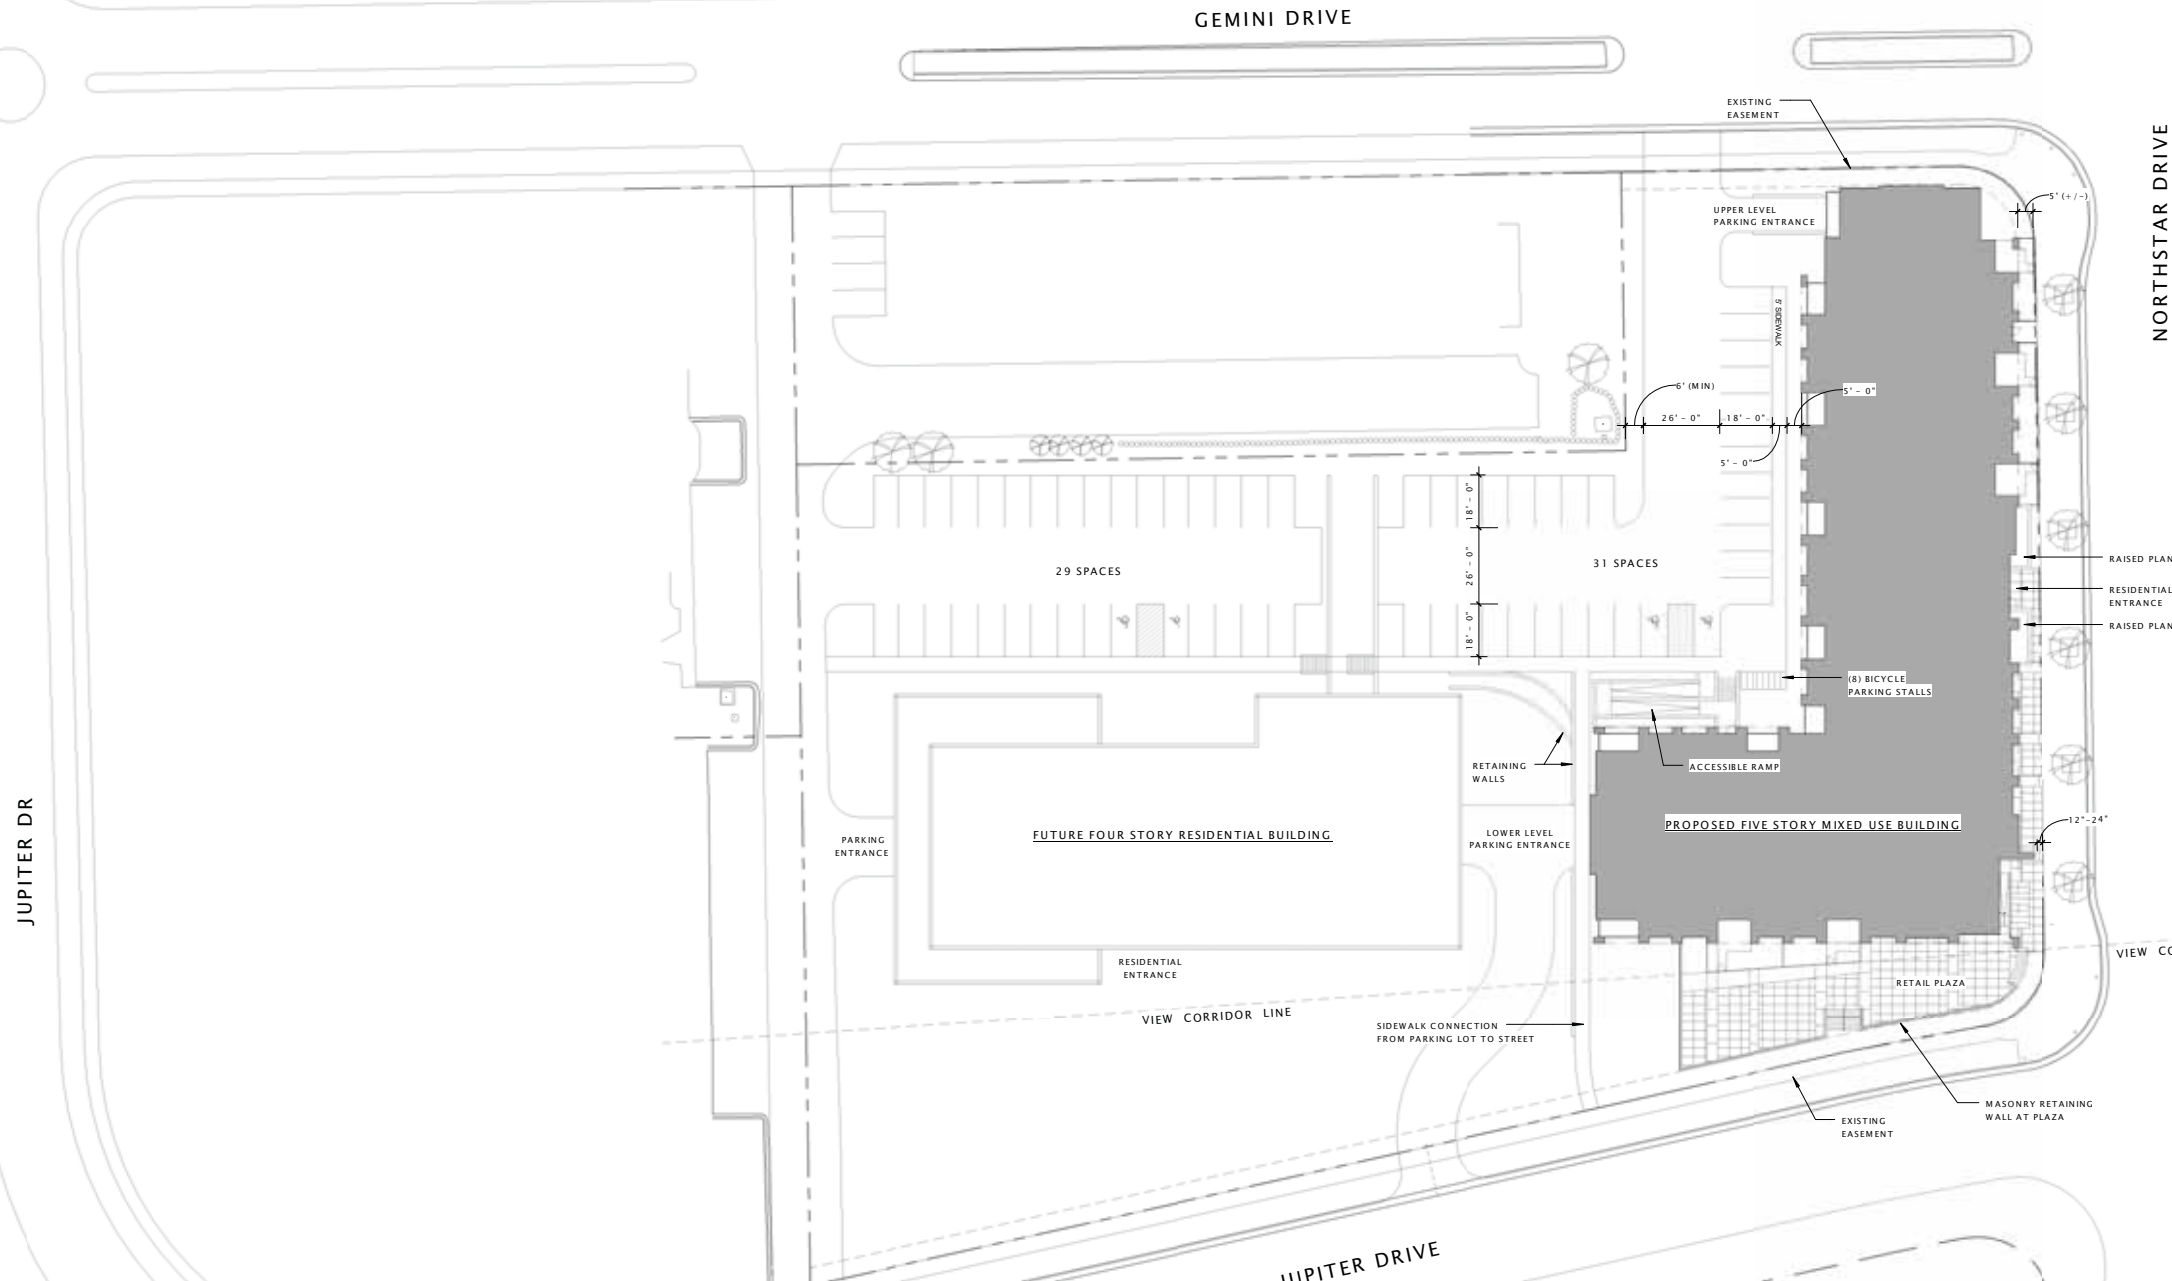 GEMINI DRIVE
EXISTING
EASEMENT
NORTHSTAR DRIVE
5' (+/-)
UPPER LEVEL
PARKING ENTRANCE
5' SIDEWALK
6' (MIN)
5' - 0"
26' - 0"
18' - 0"
5' - 0"
18' - 0"
26' - 0"
18' - 0"
29 SPACES
31 SPACES
RAISED PLAN
RESIDENTIAL
ENTRANCE
RAISED PLAN
(8) BICYCLE
PARKING STALLS
RETAINING
WALLS
ACCESSIBLE RAMP
JUPITER DR
PARKING
ENTRANCE
FUTURE FOUR STORY RESIDENTIAL BUILDING
LOWER LEVEL
PARKING ENTRANCE
PROPOSED FIVE STORY MIXED USE BUILDING
12"-24"
RESIDENTIAL
ENTRANCE
VIEW CO
RETAIL PLAZA
VIEW CORRIDOR LINE
SIDEWALK CONNECTION
FROM PARKING LOT TO STREET
MASONRY RETAINING
WALL AT PLAZA
EXISTING
EASEMENT
JUPITER DRIVE